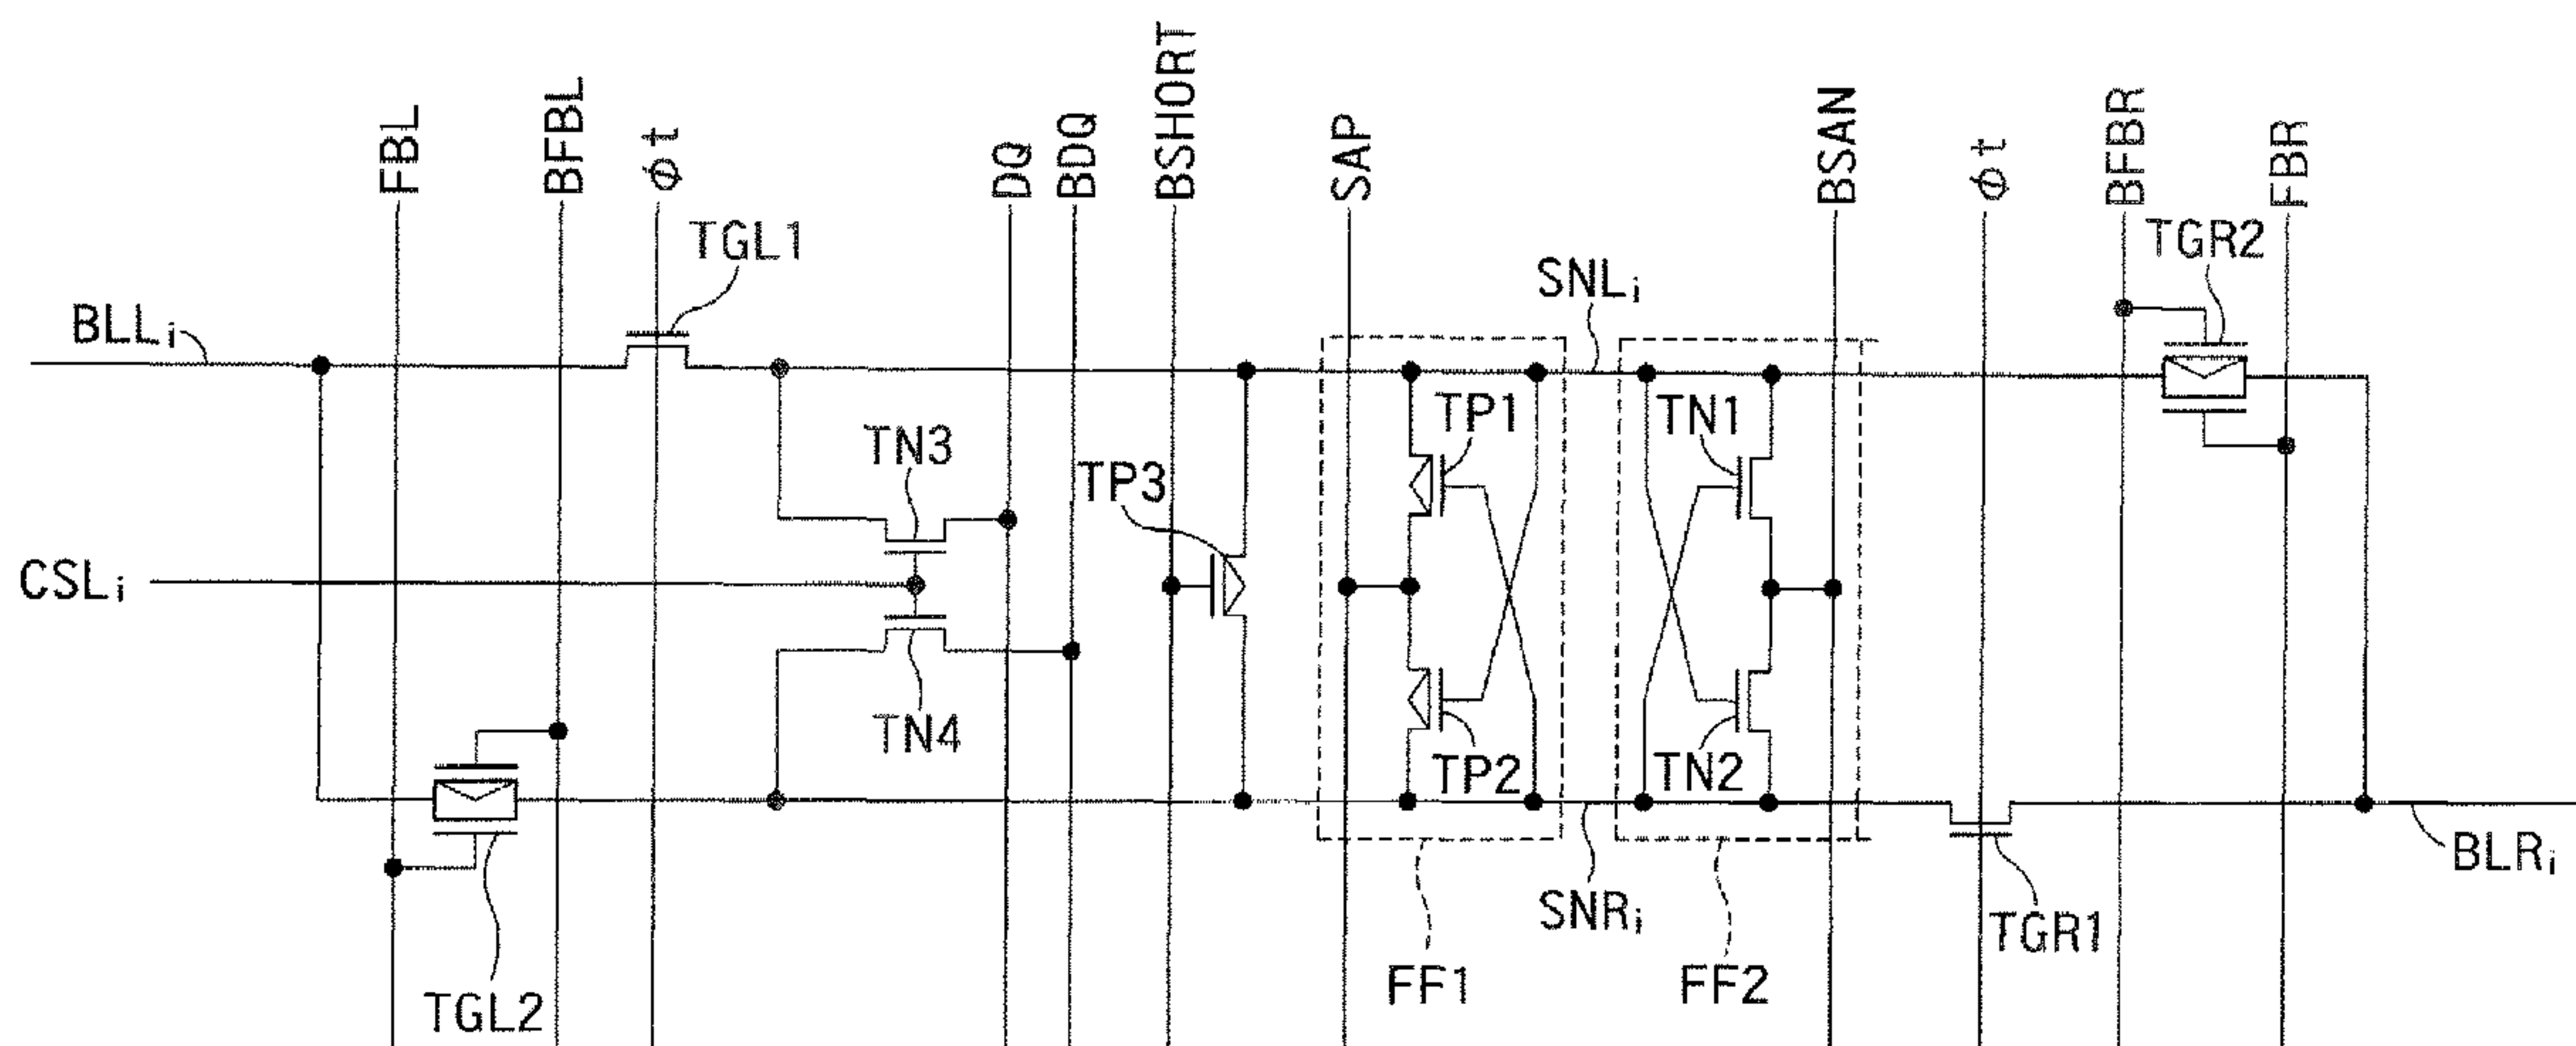 FBL
BFBL
φt
DQ
BDQ
BSHORT
SAP
BSAN
φt
BFBR
FBR
TGL1
TGR2
SNLi
BLLi
TP1
TN1
TN3
TP3
CSLi
TN4
TP2
TN2
BLRi
SNRi
TGR1
FF1
FF2
TGL2